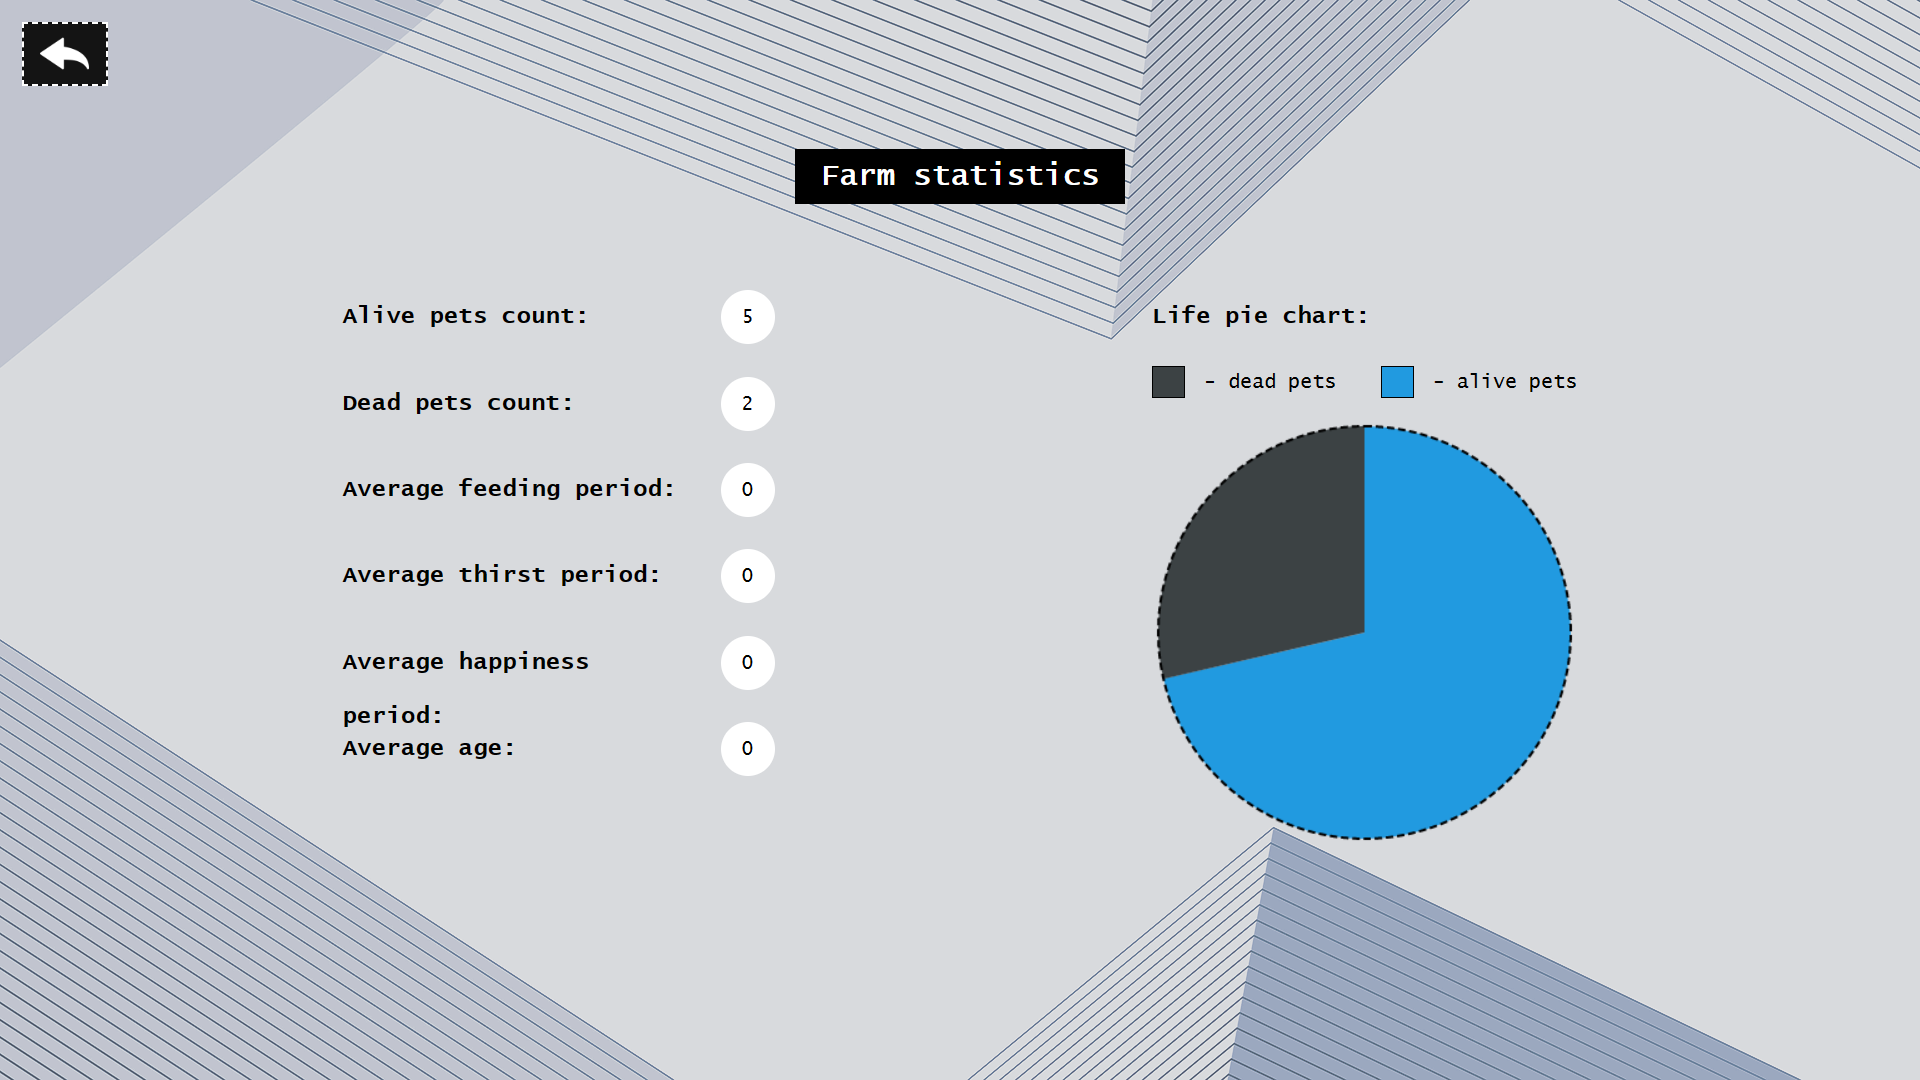 Farm statistics
Alive pets count: 5
Dead pets count: 2
Average feeding period: 0
Average thirst period: 0
Average happiness 0
period:
Average age: 0
Life pie chart:
- dead pets - alive pets